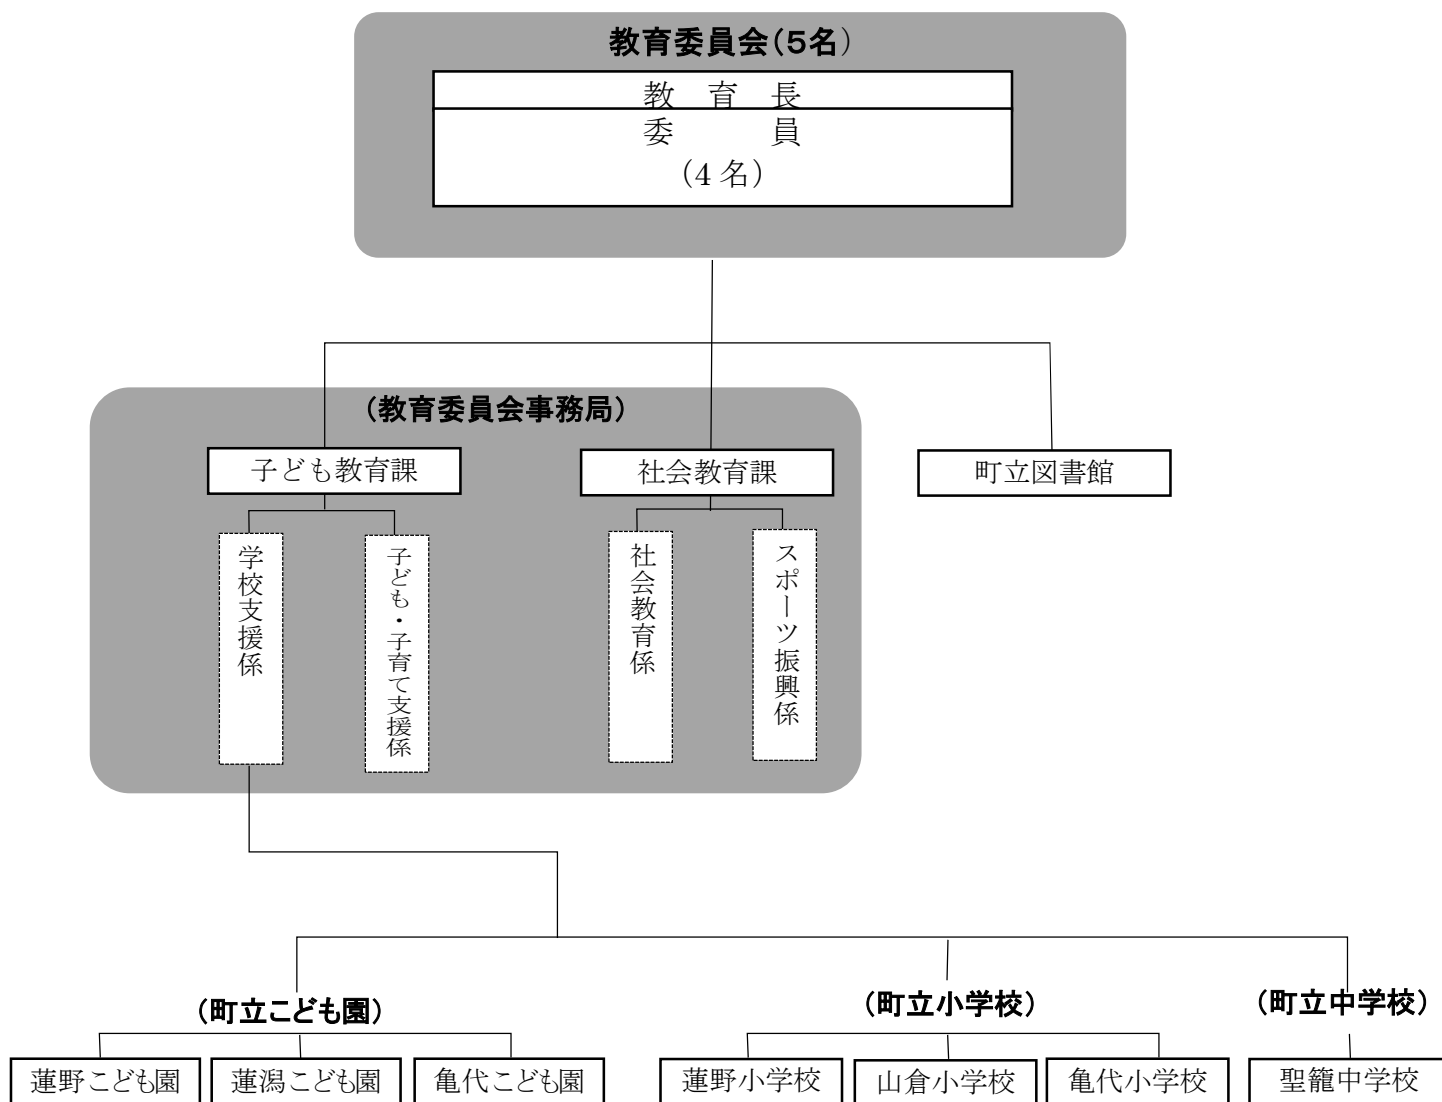 教育委員会(5名)
教　育　長
委　　　員
(4 名)
(教育委員会事務局)
子ども教育課
社会教育課
町立図書館
学校支援係
子ども・子育て支援係
社会教育係
スポーツ振興係
(町立こども園)
(町立小学校)
(町立中学校)
蓮野こども園
蓮潟こども園
亀代こども園
蓮野小学校
山倉小学校
亀代小学校
聖籠中学校